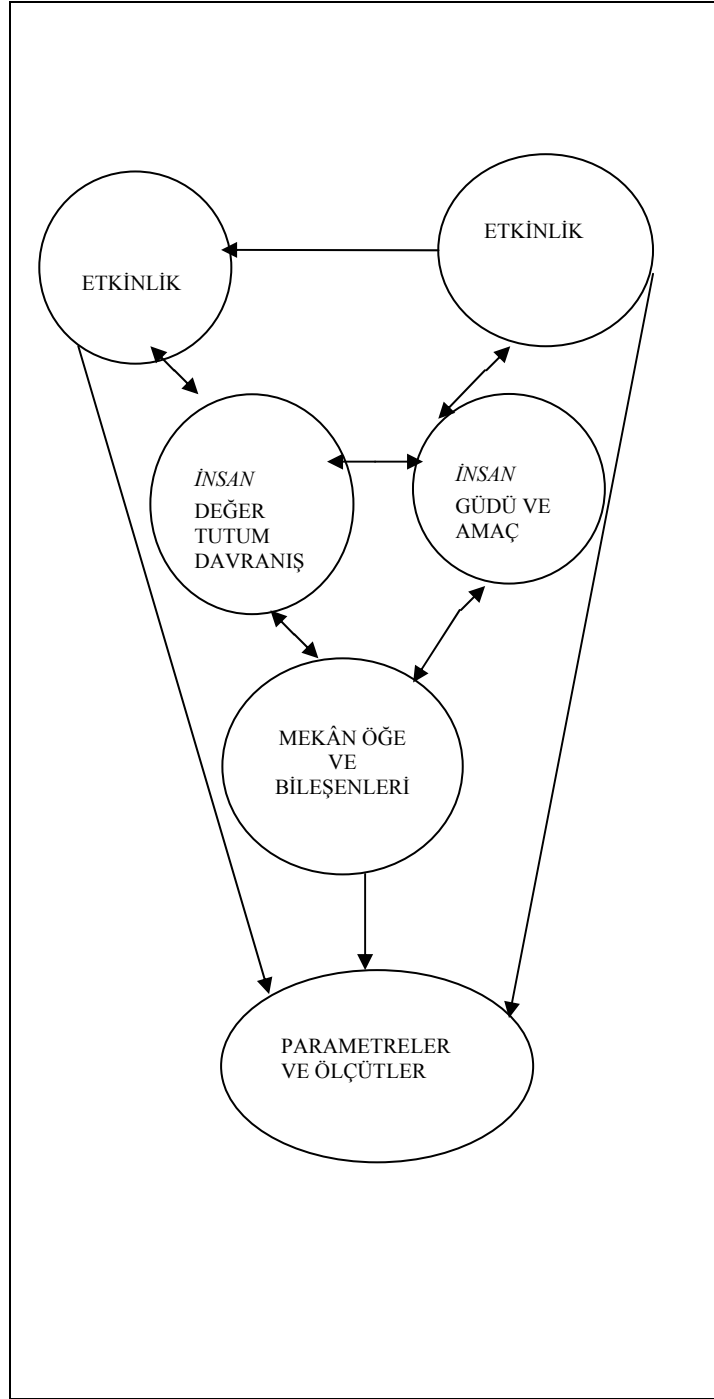 ETKİNLİK
ETKİNLİK
İNSAN
DEĞER
TUTUM
DAVRANIŞ
İNSAN
GÜDÜ VE
AMAÇ
MEKÂN ÖĞE
VE
BİLEŞENLERİ
PARAMETRELER
VE ÖLÇÜTLER